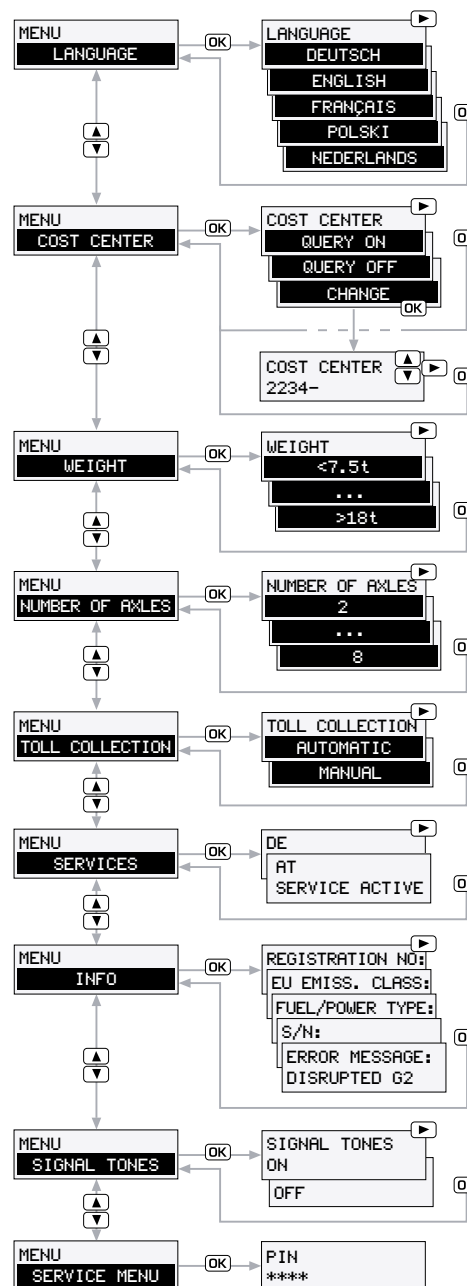 MENU
LANGUAGE
OK
LANGUAGE
DEUTSCH
ENGLISH
FRANÇAIS
POLSKI
NEDERLANDS
MENU
COST CENTER
OK
COST CENTER
QUERY ON
QUERY OFF
CHANGE
OK
COST CENTER
2234-
MENU
WEIGHT
OK
WEIGHT
<7.5t
...
>18t
MENU
NUMBER OF AXLES
OK
NUMBER OF AXLES
2
...
8
MENU
TOLL COLLECTION
OK
TOLL COLLECTION
AUTOMATIC
MANUAL
MENU
SERVICES
OK
DE
AT
SERVICE ACTIVE
MENU
INFO
OK
REGISTRATION NO:
EU EMISS. CLASS:
FUEL/POWER TYPE:
S/N:
ERROR MESSAGE:
DISRUPTED G2
MENU
SIGNAL TONES
OK
SIGNAL TONES
ON
OFF
MENU
SERVICE MENU
OK
PIN
****